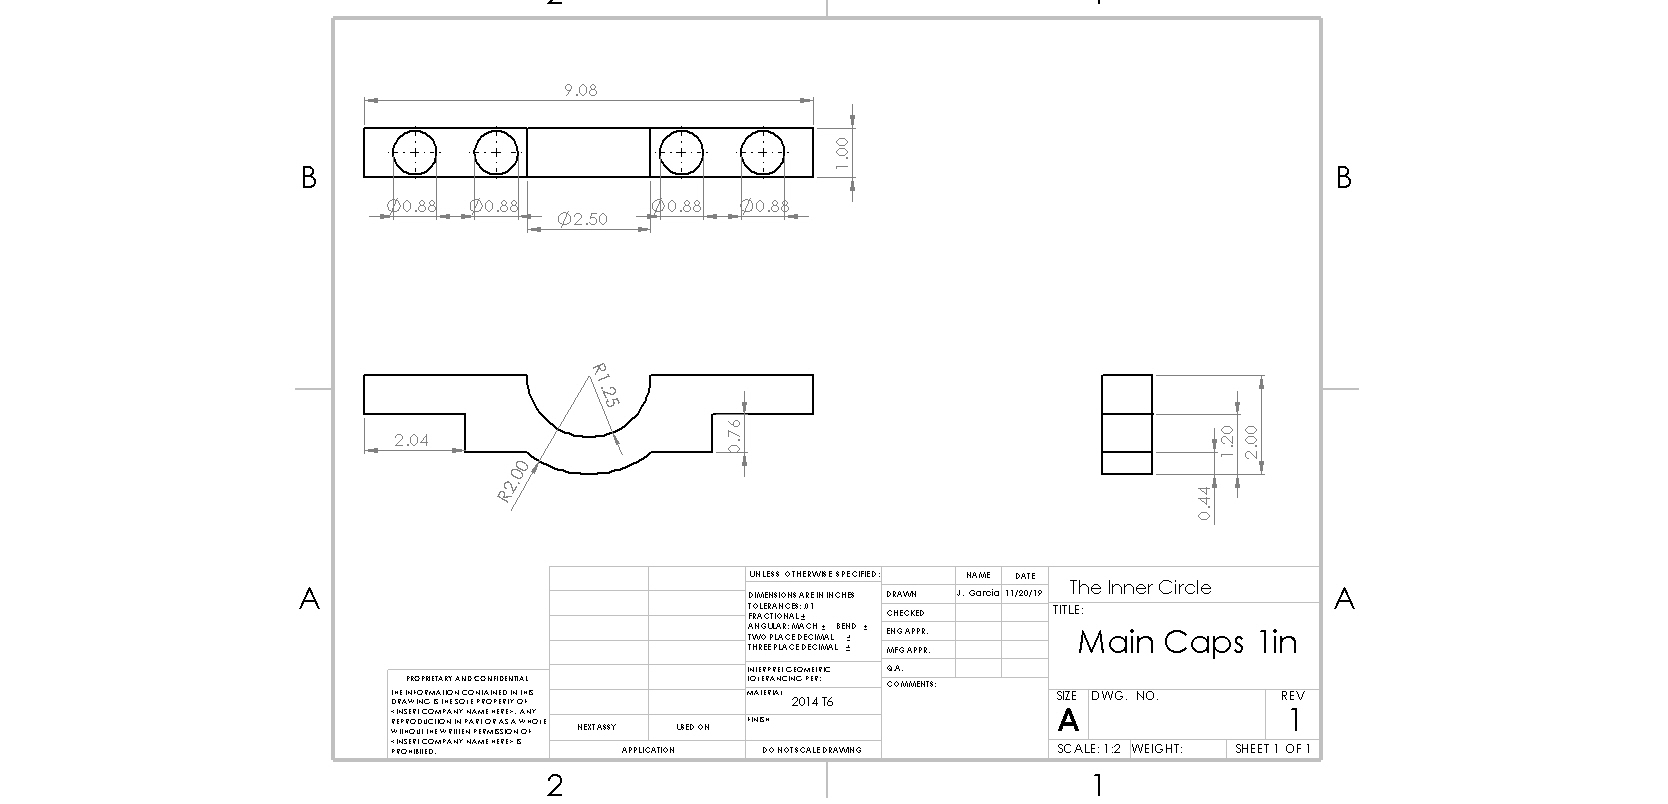 2 1
9.08
B B
1.00
Ø0.88 Ø0.88 Ø2.50 Ø0.88 Ø0.88
R1.25
2.04 0.76
R2.00
1.20 2.00
0.44
A A
UNLESS OTHERWISE SPECIFIED:
DIMENSIONS ARE IN INCHES
TOLERANCES: .01
FRACTIONAL ±
ANGULAR: MACH ± BEND ±
TWO PLACE DECIMAL ±
THREE PLACE DECIMAL ±
INTERPRET GEOMETRIC
TOLERANCING PER:
MATERIAL
2014 T6
FINISH
DO NOT SCALE DRAWING
NAME DATE
DRAWN J. Garcia 11/20/19
CHECKED
ENG APPR.
MFG APPR.
Q.A.
COMMENTS:
The Inner Circle
TITLE:
Main Caps 1in
SIZE DWG. NO. REV
A 1
SCALE: 1:2 WEIGHT: SHEET 1 OF 1
PROPRIETARY AND CONFIDENTIAL
THE INFORMATION CONTAINED IN THIS
DRAWING IS THE SOLE PROPERTY OF
<INSERT COMPANY NAME HERE>. ANY
REPRODUCTION IN PART OR AS A WHOLE
WITHOUT THE WRITTEN PERMISSION OF
<INSERT COMPANY NAME HERE> IS
PROHIBITED.
NEXT ASSY USED ON
APPLICATION
2 1